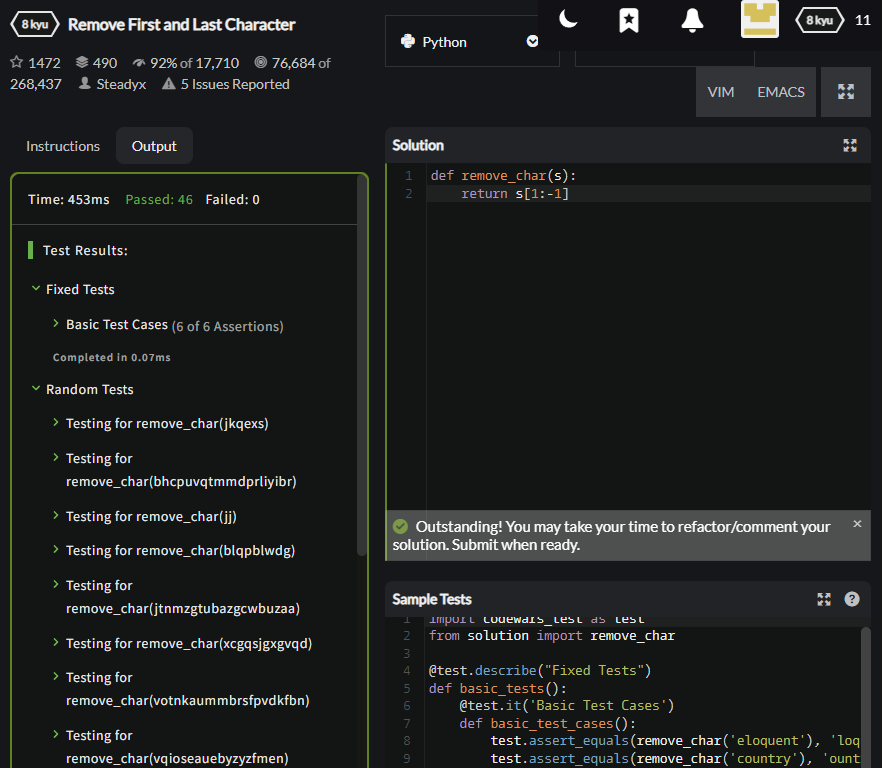 8 kyu Remove First and Last Character
1472 490 92% of 17,710 76,684 of
268,437 Steadyx 5 Issues Reported
Python
8 kyu 11
VIM EMACS
Instructions Output
Time: 453ms Passed: 46 Failed: 0
Test Results:
Fixed Tests
Basic Test Cases (6 of 6 Assertions)
Completed in 0.07ms
Random Tests
Testing for remove_char(jkqexs)
Testing for
remove_char(bhcpuvqtmmdprliyibr)
Testing for remove_char(jj)
Testing for remove_char(blqpblwdg)
Testing for
remove_char(jtnmzgtubazgcwbuzaa)
Testing for remove_char(xcgqsjgxgvqd)
Testing for
remove_char(votnkaummbrsfpvdkfbn)
Testing for
remove_char(vqioseauebyzyzfmen)
Solution
1 def remove_char(s):
2     return s[1:-1]
Outstanding! You may take your time to refactor/comment your
solution. Submit when ready.
Sample Tests
1 import codewars_test as test
2 from solution import remove_char
3
4 @test.describe("Fixed Tests")
5 def basic_tests():
6     @test.it('Basic Test Cases')
7     def basic_test_cases():
8         test.assert_equals(remove_char('eloquent'), 'loq
9         test.assert_equals(remove_char('country'), 'ount